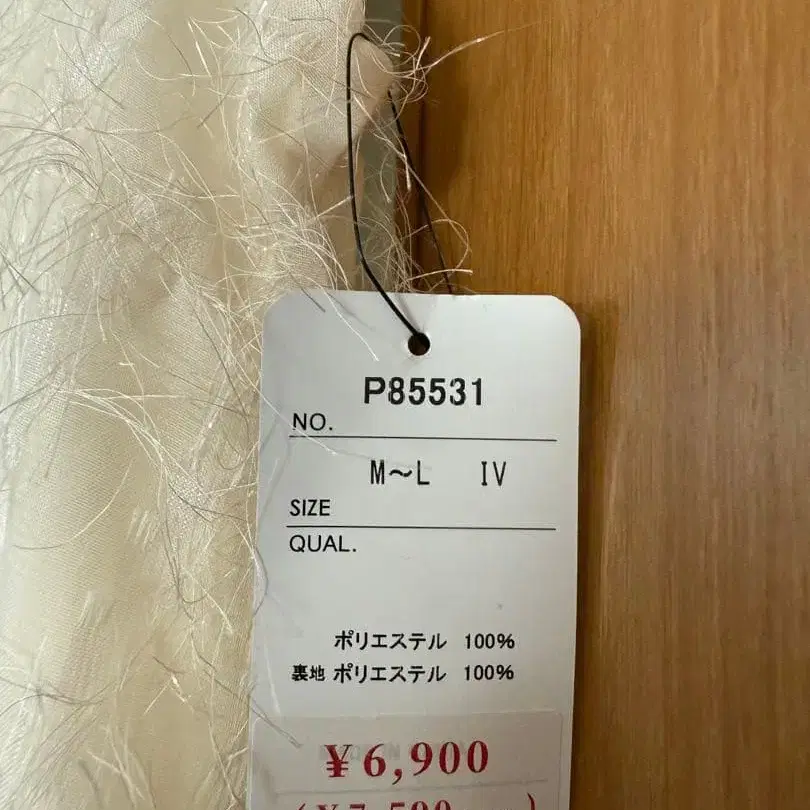 P85531
NO.
M～L IV
SIZE
QUAL.
ポリエステル 100%
裏地 ポリエステル 100%
¥6,900